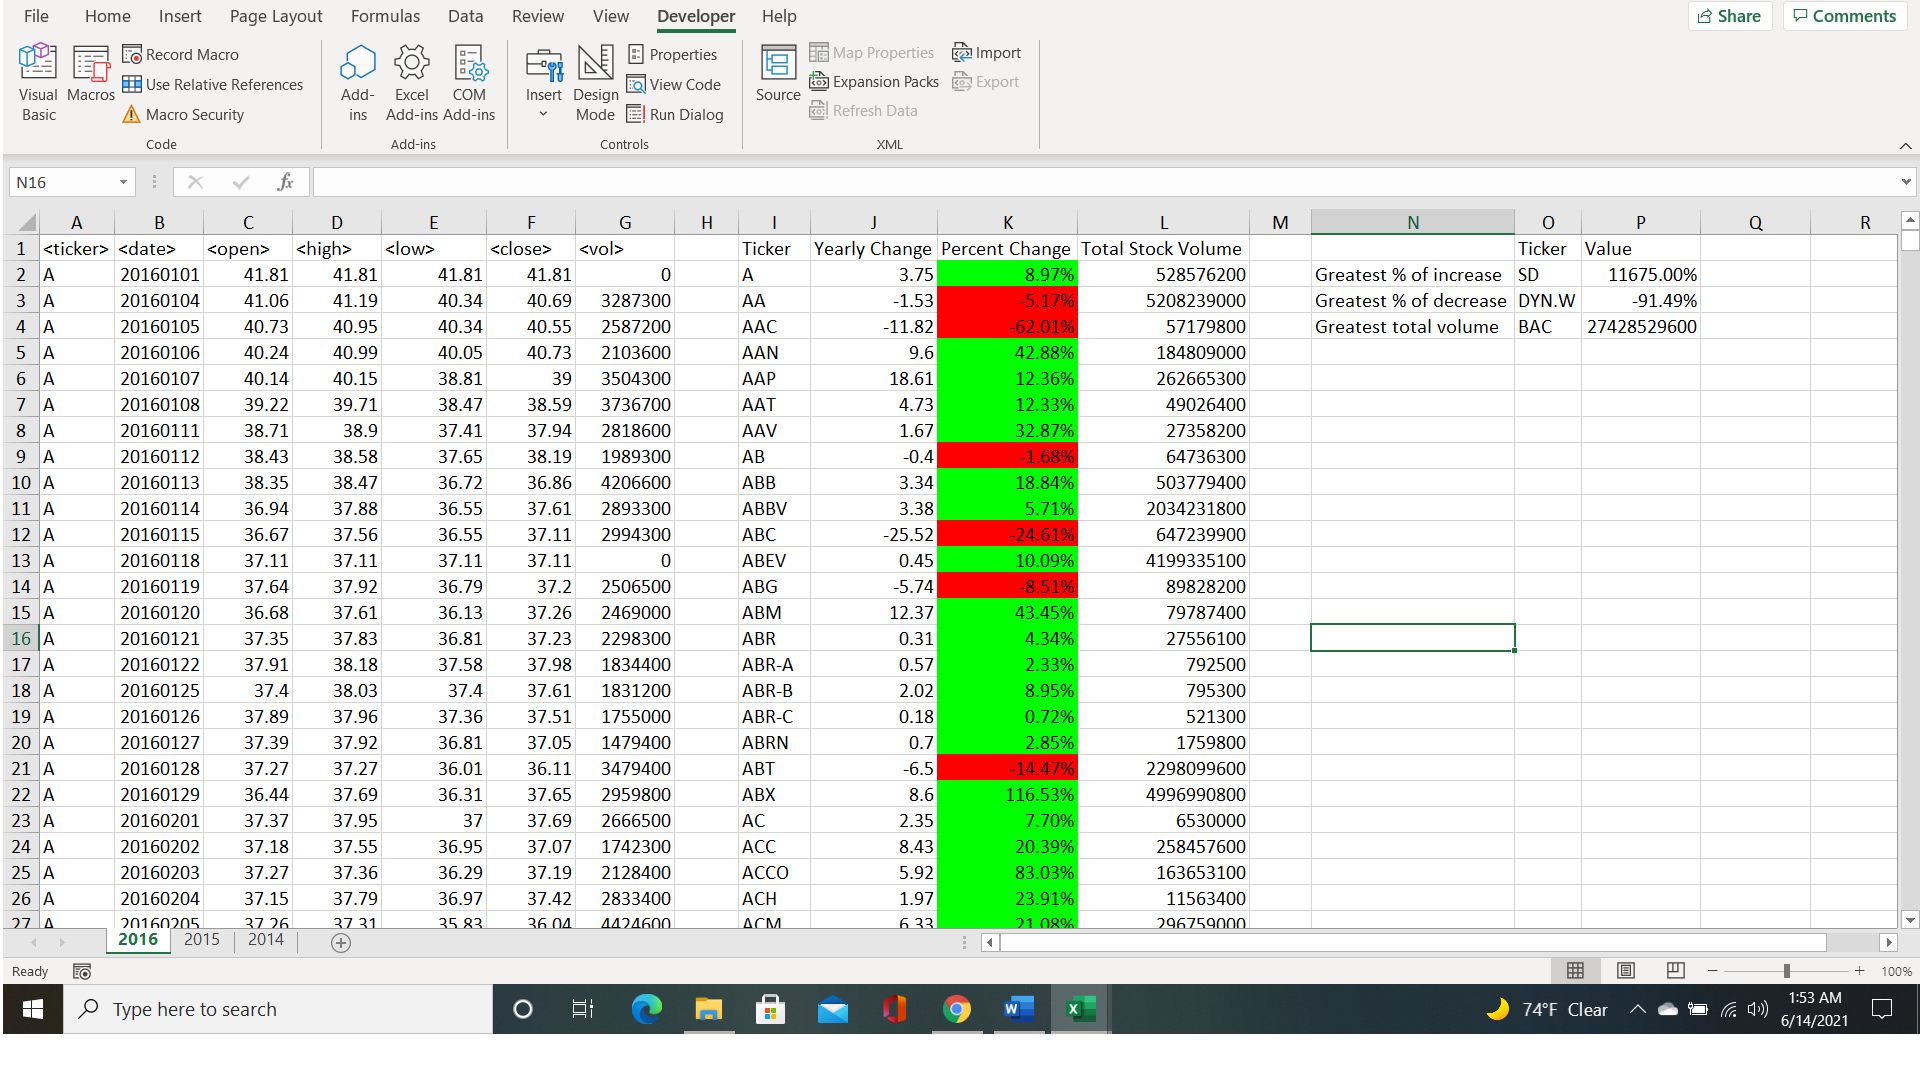 File Home Insert Page Layout Formulas Data Review View Developer Help Share Comments
Visual Basic Macros Record Macro Use Relative References Macro Security Add-ins Excel Add-ins COM Add-ins Insert Design Mode Properties View Code Run Dialog Source Map Properties Expansion Packs Refresh Data Import Export
Code Add-ins Controls XML
N16 fx
A B C D E F G H I J K L M N O P Q R
1 <ticker> <date> <open> <high> <low> <close> <vol> Ticker Yearly Change Percent Change Total Stock Volume Ticker Value
2 A 20160101 41.81 41.81 41.81 41.81 0 A 3.75 8.97% 528576200 Greatest % of increase SD 11675.00%
3 A 20160104 41.06 41.19 40.34 40.69 3287300 AA -1.53 -5.17% 5208239000 Greatest % of decrease DYN.W -91.49%
4 A 20160105 40.73 40.95 40.34 40.55 2587200 AAC -11.82 -62.01% 57179800 Greatest total volume BAC 27428529600
5 A 20160106 40.24 40.99 40.05 40.73 2103600 AAN 9.6 42.88% 184809000
6 A 20160107 40.14 40.15 38.81 39 3504300 AAP 18.61 12.36% 262665300
7 A 20160108 39.22 39.71 38.47 38.59 3736700 AAT 4.73 12.33% 49026400
8 A 20160111 38.71 38.9 37.41 37.94 2818600 AAV 1.67 32.87% 27358200
9 A 20160112 38.43 38.58 37.65 38.19 1989300 AB -0.4 -1.68% 64736300
10 A 20160113 38.35 38.47 36.72 36.86 4206600 ABB 3.34 18.84% 503779400
11 A 20160114 36.94 37.88 36.55 37.61 2893300 ABBV 3.38 5.71% 2034231800
12 A 20160115 36.67 37.56 36.55 37.11 2994300 ABC -25.52 -24.61% 647239900
13 A 20160118 37.11 37.11 37.11 37.11 0 ABEV 0.45 10.09% 4199335100
14 A 20160119 37.64 37.92 36.79 37.2 2506500 ABG -5.74 -8.51% 89828200
15 A 20160120 36.68 37.61 36.13 37.26 2469000 ABM 12.37 43.45% 79787400
16 A 20160121 37.35 37.83 36.81 37.23 2298300 ABR 0.31 4.34% 27556100
17 A 20160122 37.91 38.18 37.58 37.98 1834400 ABR-A 0.57 2.33% 792500
18 A 20160125 37.4 38.03 37.4 37.61 1831200 ABR-B 2.02 8.95% 795300
19 A 20160126 37.89 37.96 37.36 37.51 1755000 ABR-C 0.18 0.72% 521300
20 A 20160127 37.39 37.92 36.81 37.05 1479400 ABRN 0.7 2.85% 1759800
21 A 20160128 37.27 37.27 36.01 36.11 3479400 ABT -6.5 -14.47% 2298099600
22 A 20160129 36.44 37.69 36.31 37.65 2959800 ABX 8.6 116.53% 4996990800
23 A 20160201 37.37 37.95 37 37.69 2666500 AC 2.35 7.70% 6530000
24 A 20160202 37.18 37.55 36.95 37.07 1742300 ACC 8.43 20.39% 258457600
25 A 20160203 37.27 37.36 36.29 37.19 2128400 ACCO 5.92 83.03% 163653100
26 A 20160204 37.15 37.79 36.97 37.42 2833400 ACH 1.97 23.91% 11563400
27 A 20160205 37.26 37.31 35.83 36.04 4424600 ACM 6.33 21.08% 296759000
2016 2015 2014
Ready 100%
Type here to search 74°F Clear 1:53 AM
6/14/2021